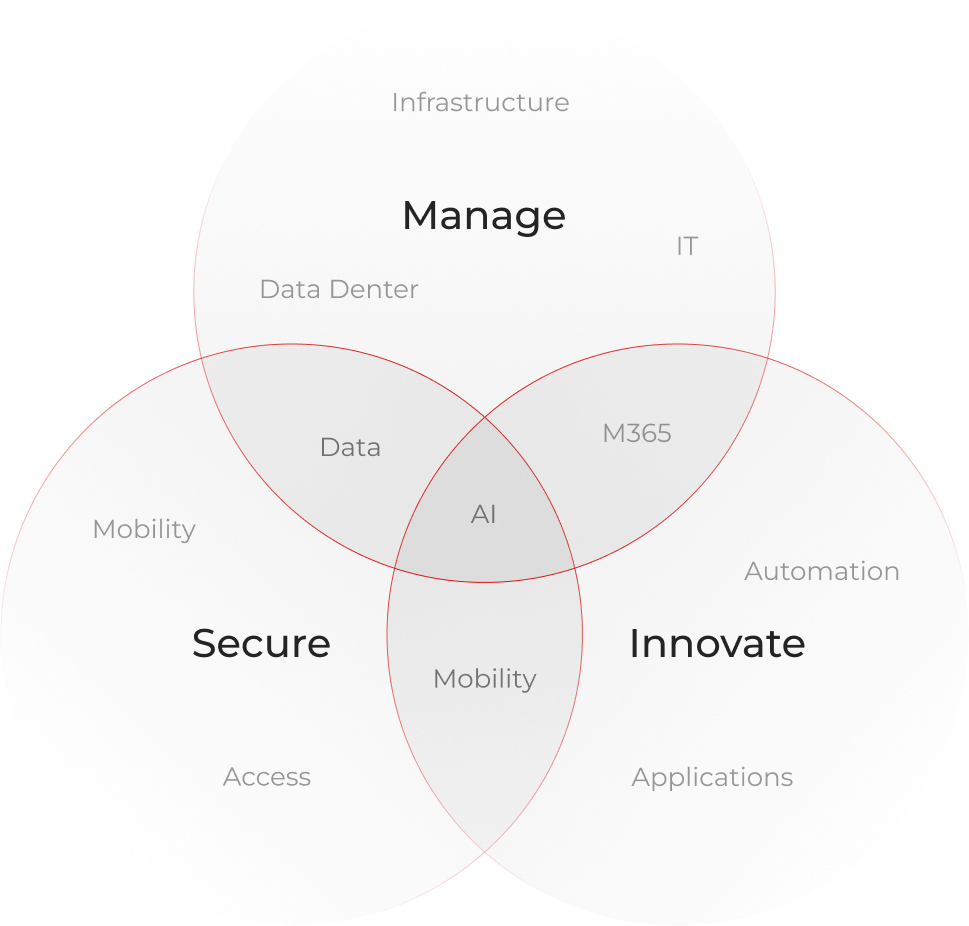 Infrastructure
Manage
IT
Data Denter
Data
M365
AI
Mobility
Automation
Secure
Innovate
Mobility
Access
Applications